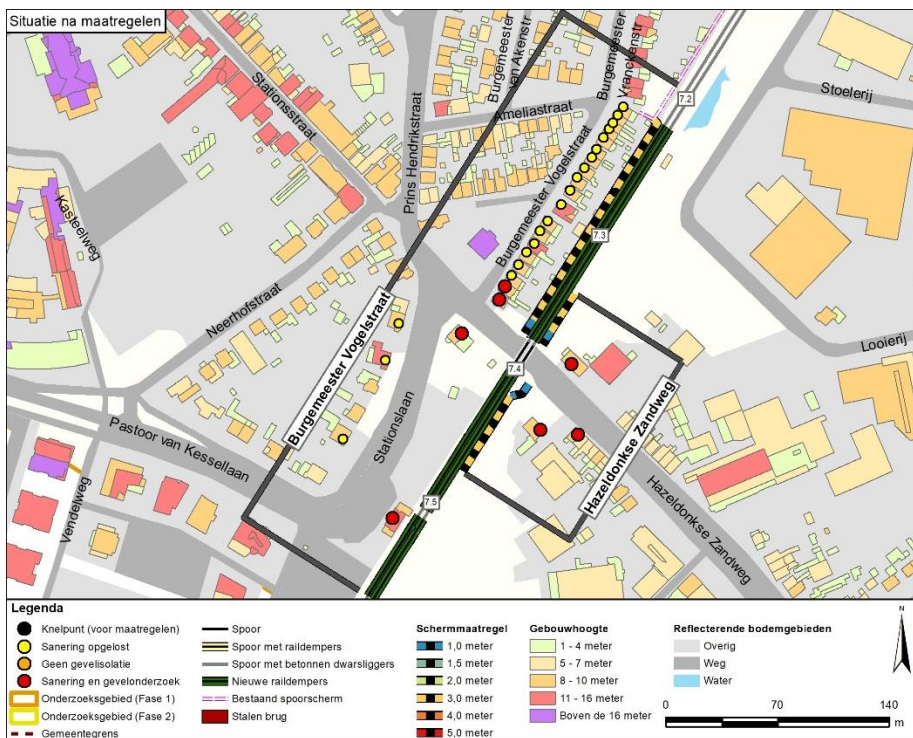 Situatie na maatregelen
Stationsstraat
Prins Hendrikstraat
Burgemeester
van Akenstr
Burgemeester
Vranckenstr
Ameliastraat
7.2
Stoelerij
Kasteelweg
Burgemeester Vogelstraat
7.3
Neerhofstraat
Burgemeester Vogelstraat
Looierij
7.4
Stationslaan
Pastoor van Kessellaan
Hazeldonkse Zandweg
Vendelweg
7.5
Hazeldonkse Zandweg
Legenda
Knelpunt (voor maatregelen)
Sanering opgelost
Geen gevelisolatie
Sanering en gevelonderzoek
Onderzoeksgebied (Fase 1)
Onderzoeksgebied (Fase 2)
Gemeentegrens
Spoor
Spoor met raildempers
Spoor met betonnen dwarsliggers
Nieuwe raildempers
Bestaand spoorscherm
Stalen brug
Schermmaatregel
1,0 meter
1,5 meter
2,0 meter
3,0 meter
4,0 meter
5,0 meter
Gebouwhoogte
1 - 4 meter
5 - 7 meter
8 - 10 meter
11 - 16 meter
Boven de 16 meter
Reflecterende bodemgebieden
Overig
Weg
Water
N
0 70 140
m